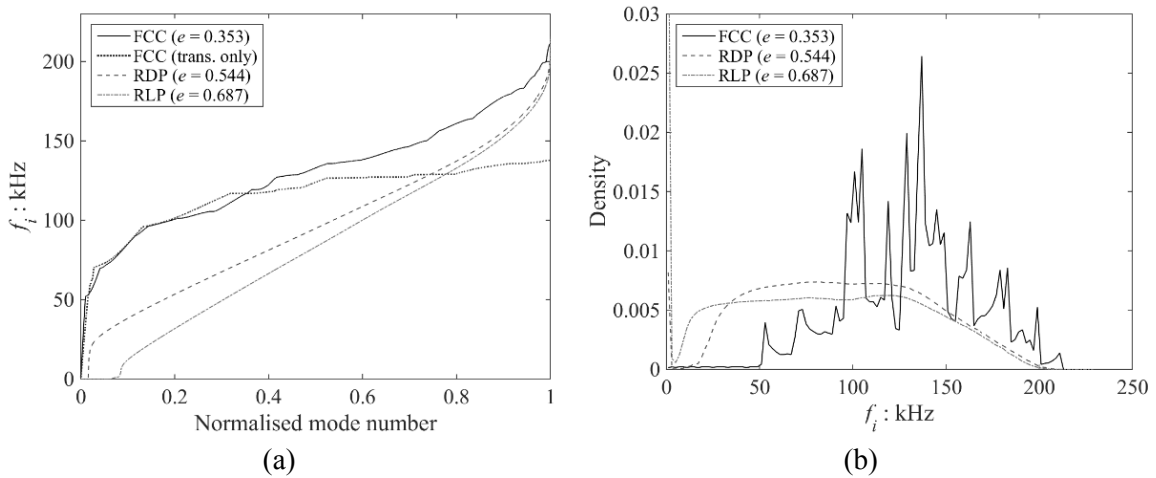 FCC (e = 0.353)
FCC (trans. only)
RDP (e = 0.544)
RLP (e = 0.687)
200
150
100
50
0
f_i : kHz
0 0.2 0.4 0.6 0.8 1
Normalised mode number
(a)
FCC (e = 0.353)
RDP (e = 0.544)
RLP (e = 0.687)
0.03
0.025
0.02
0.015
0.01
0.005
0
Density
0 50 100 150 200 250
f_i : kHz
(b)